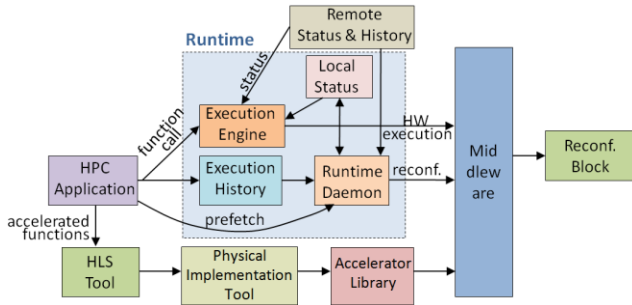 Remote
Status & History
Runtime
status
Local
Status
function
call
Execution
Engine
HW
execution
Mid
dlew
are
Reconf.
Block
HPC
Application
Execution
History
Runtime
Daemon
reconf.
prefetch
accelerated
functions
HLS
Tool
Physical
Implementation
Tool
Accelerator
Library